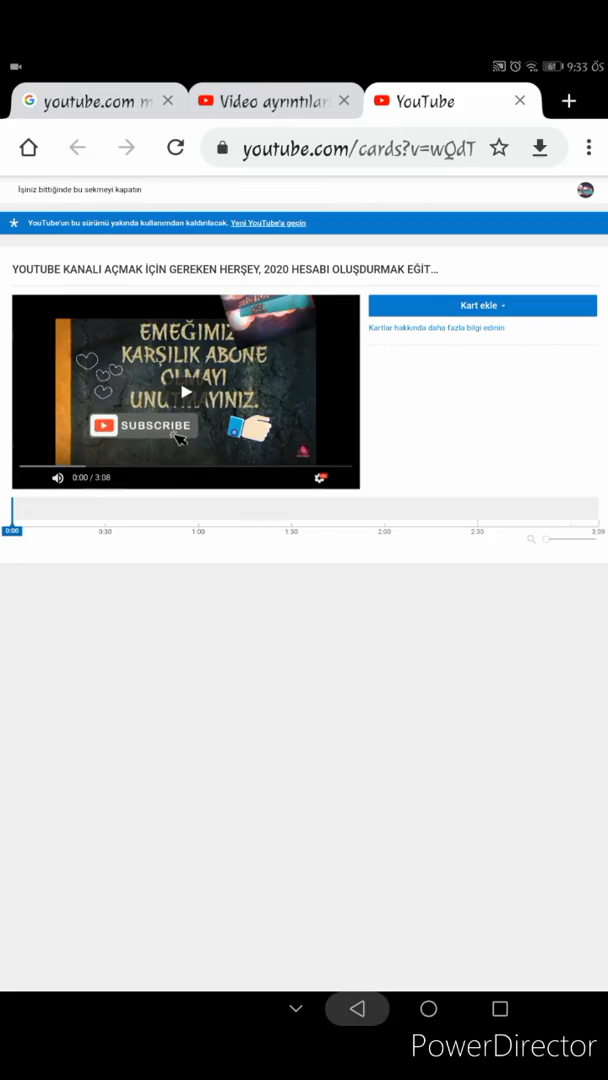 61 9:33 ÖS
youtube.com m
Video ayrıntıları
YouTube
youtube.com/cards?v=wQdT
İşiniz bittiğinde bu sekmeyi kapatın
YouTube'un bu sürümü yakında kullanımdan kaldırılacak. Yeni YouTube'a geçin
YOUTUBE KANALI AÇMAK İÇİN GEREKEN HERŞEY, 2020 HESABI OLUŞDURMAK EĞİT...
EMEĞİMİZ
KARŞILIK ABONE
OLMAYI
UNUTMAYINIZ.
SUBSCRIBE
0:00 / 3:08
Kart ekle
Kartlar hakkında daha fazla bilgi edinin
0:00 0:30 1:00 1:30 2:00 2:30 3:09
PowerDirector